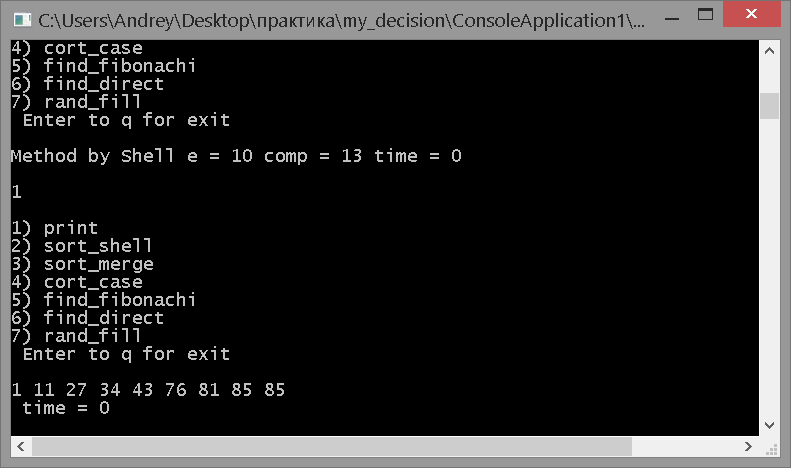 C:\Users\Andrey\Desktop\практика\my_decision\ConsoleApplication1\...
4) cort_case
5) find_fibonachi
6) find_direct
7) rand_fill
Enter to q for exit
Method by Shell e = 10 comp = 13 time = 0
1
1) print
2) sort_shell
3) sort_merge
4) cort_case
5) find_fibonachi
6) find_direct
7) rand_fill
Enter to q for exit
1 11 27 34 43 76 81 85 85
time = 0